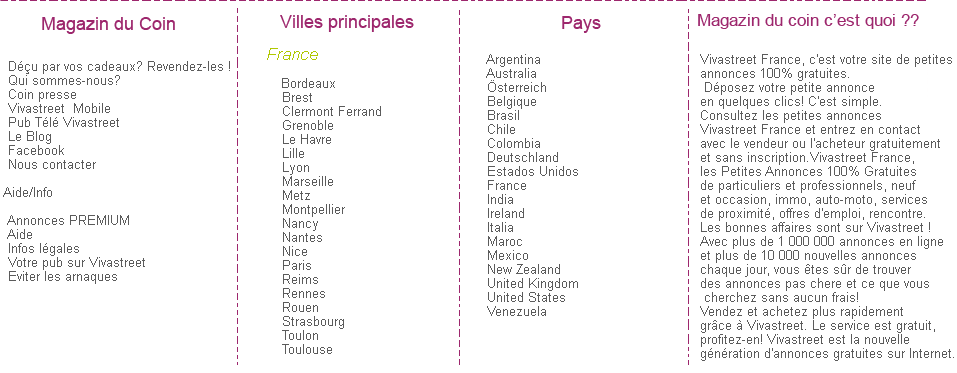 Magazin du Coin
Déçu par vos cadeaux? Revendez-les !
Qui sommes-nous?
Coin presse
Vivastreet Mobile
Pub Télé Vivastreet
Le Blog
Facebook
Nous contacter
Aide/Info
Annonces PREMIUM
Aide
Infos légales
Votre pub sur Vivastreet
Eviter les arnaques
Villes principales
France
Bordeaux
Brest
Clermont Ferrand
Grenoble
Le Havre
Lille
Lyon
Marseille
Metz
Montpellier
Nancy
Nantes
Nice
Paris
Reims
Rennes
Rouen
Strasbourg
Toulon
Toulouse
Pays
Argentina
Australia
Österreich
Belgique
Brasil
Chile
Colombia
Deutschland
Estados Unidos
France
India
Ireland
Italia
Maroc
Mexico
New Zealand
United Kingdom
United States
Venezuela
Magazin du coin c'est quoi ??
Vivastreet France, c'est votre site de petites
annonces 100% gratuites.
Déposez votre petite annonce
en quelques clics! C'est simple.
Consultez les petites annonces
Vivastreet France et entrez en contact
avec le vendeur ou l'acheteur gratuitement
et sans inscription.Vivastreet France,
les Petites Annonces 100% Gratuites
de particuliers et professionnels, neuf
et occasion, immo, auto-moto, services
de proximité, offres d'emploi, rencontre.
Les bonnes affaires sont sur Vivastreet !
Avec plus de 1 000 000 annonces en ligne
et plus de 10 000 nouvelles annonces
chaque jour, vous êtes sûr de trouver
des annonces pas chere et ce que vous
cherchez sans aucun frais!
Vendez et achetez plus rapidement
grâce à Vivastreet. Le service est gratuit,
profitez-en! Vivastreet est la nouvelle
génération d'annonces gratuites sur Internet.